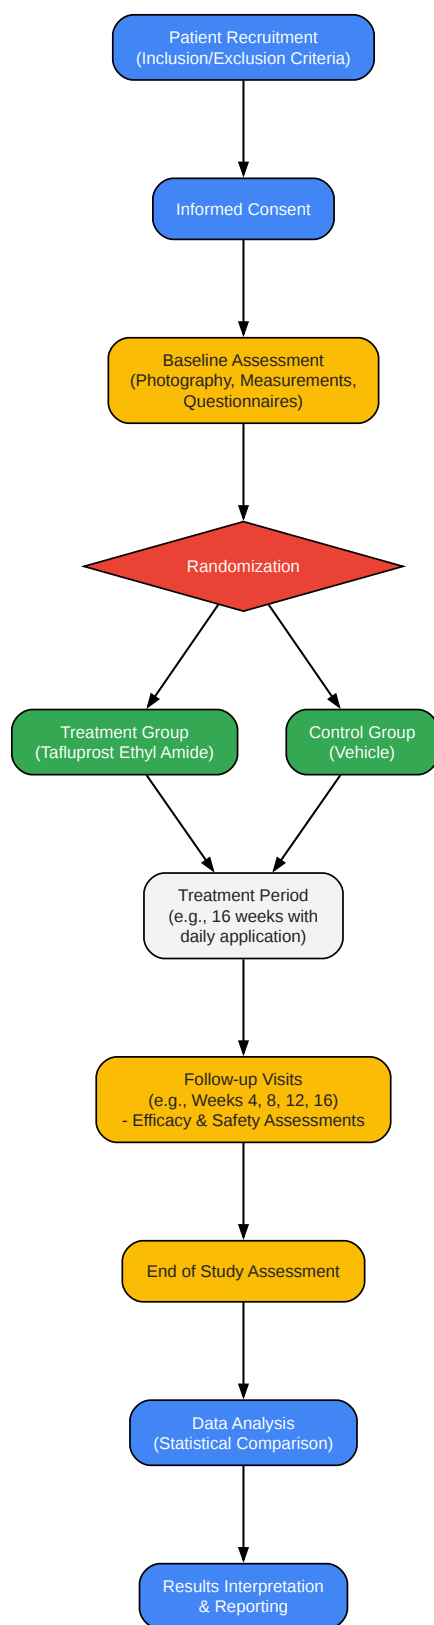 Patient Recruitment
(Inclusion/Exclusion Criteria)
Informed Consent
Baseline Assessment
(Photography, Measurements,
Questionnaires)
Randomization
Treatment Group
(Tafluprost Ethyl Amide)
Control Group
(Vehicle)
Treatment Period
(e.g., 16 weeks with
daily application)
Follow-up Visits
(e.g., Weeks 4, 8, 12, 16)
- Efficacy & Safety Assessments
End of Study Assessment
Data Analysis
(Statistical Comparison)
Results Interpretation
& Reporting